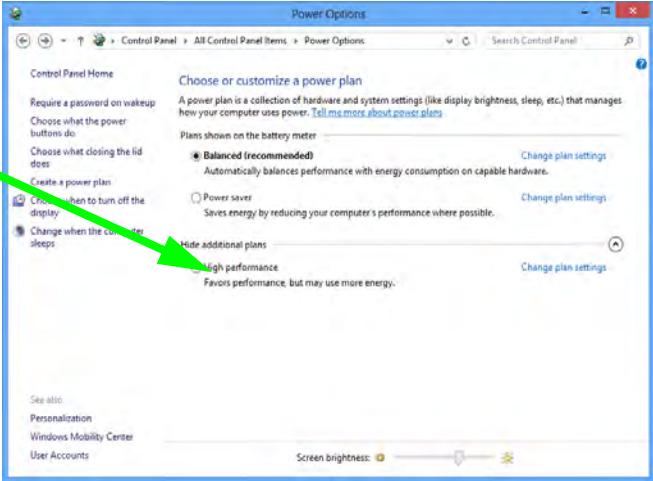 Power Options
Control Panel › All Control Panel Items › Power Options
Search Control Panel
Control Panel Home
Require a password on wakeup
Choose what the power
buttons do
Choose what closing the lid
does
Create a power plan
Choose when to turn off the
display
Change when the computer
sleeps
See also
Personalization
Windows Mobility Center
User Accounts
Choose or customize a power plan
A power plan is a collection of hardware and system settings (like display brightness, sleep, etc.) that manages
how your computer uses power. Tell me more about power plans
Plans shown on the battery meter
Balanced (recommended) Change plan settings
Automatically balances performance with energy consumption on capable hardware.
Power saver Change plan settings
Saves energy by reducing your computer's performance where possible.
Hide additional plans
High performance Change plan settings
Favors performance, but may use more energy.
Screen brightness: